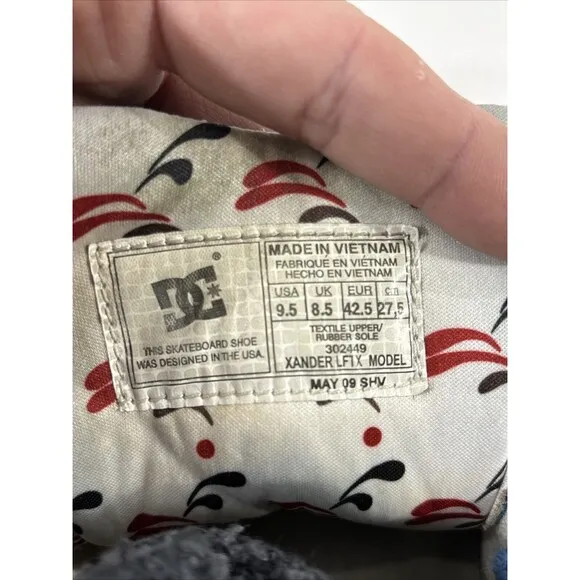 DC
®
THIS SKATEBOARD SHOE
WAS DESIGNED IN THE USA.
MADE IN VIETNAM
FABRIQUE EN VIETNAM
HECHO EN VIETNAM
USA UK EUR cm
9.5 8.5 42.5 27,5
TEXTILE UPPER/
RUBBER SOLE
302449
XANDER LF1X MODEL
MAY 09 SHV